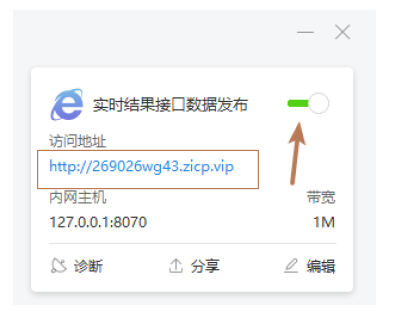 实时结果接口数据发布
访问地址
http://269026wg43.zicp.vip
内网主机 带宽
127.0.0.1:8070 1M
诊断 分享 编辑